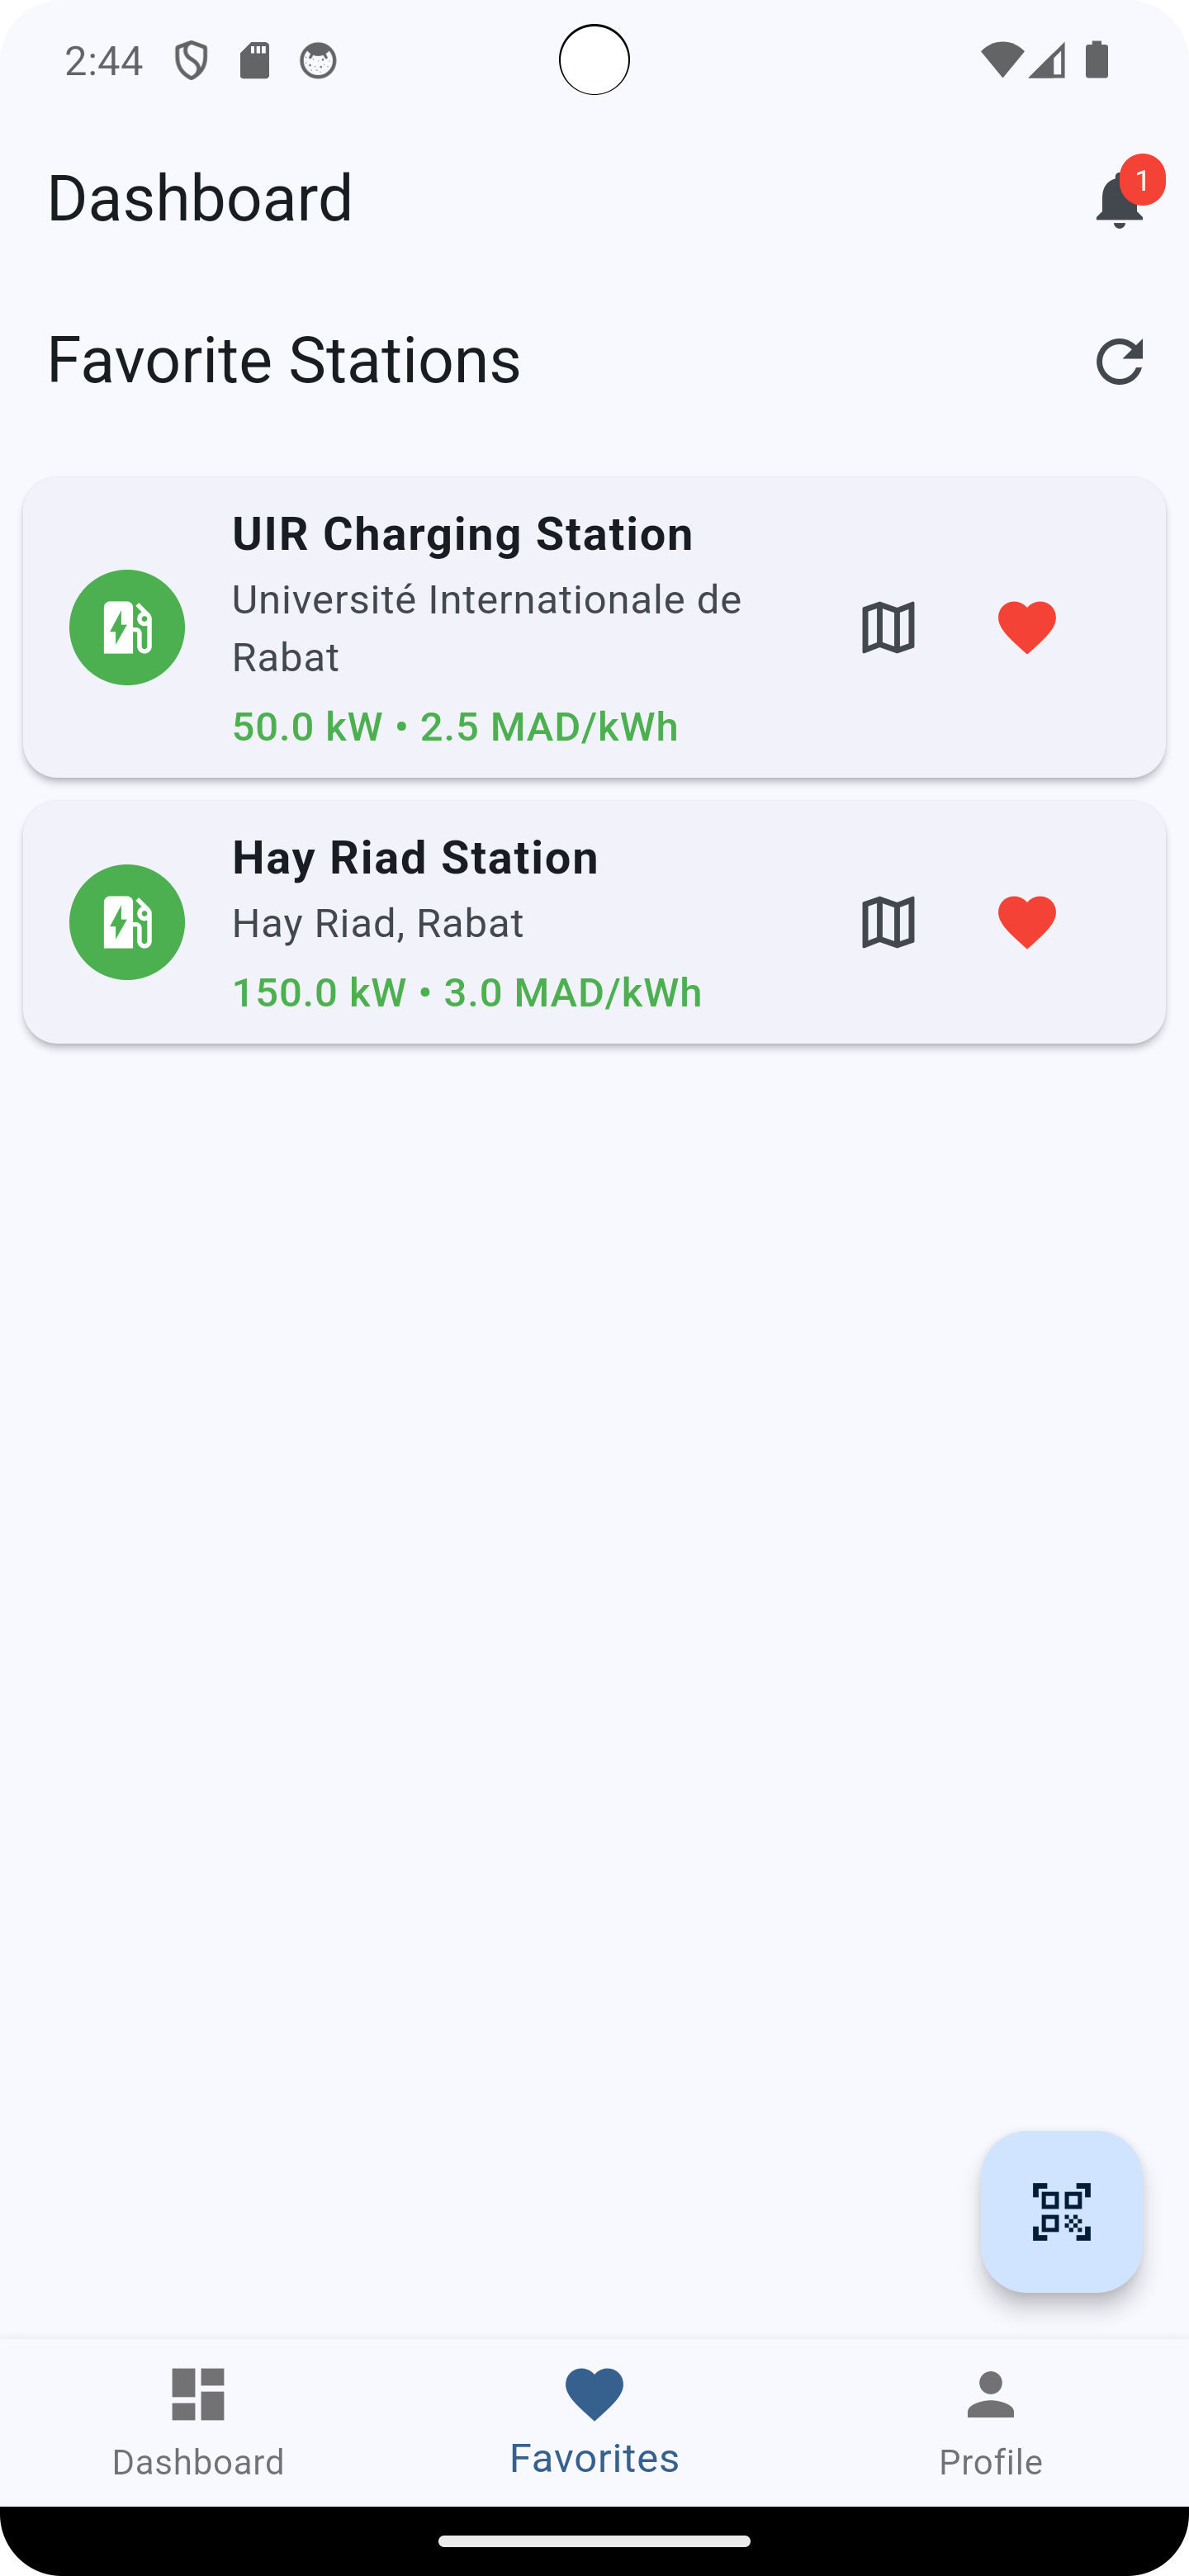 2:44
Dashboard
1
Favorite Stations
UIR Charging Station
Université Internationale de
Rabat
50.0 kW • 2.5 MAD/kWh
Hay Riad Station
Hay Riad, Rabat
150.0 kW • 3.0 MAD/kWh
Dashboard
Favorites
Profile